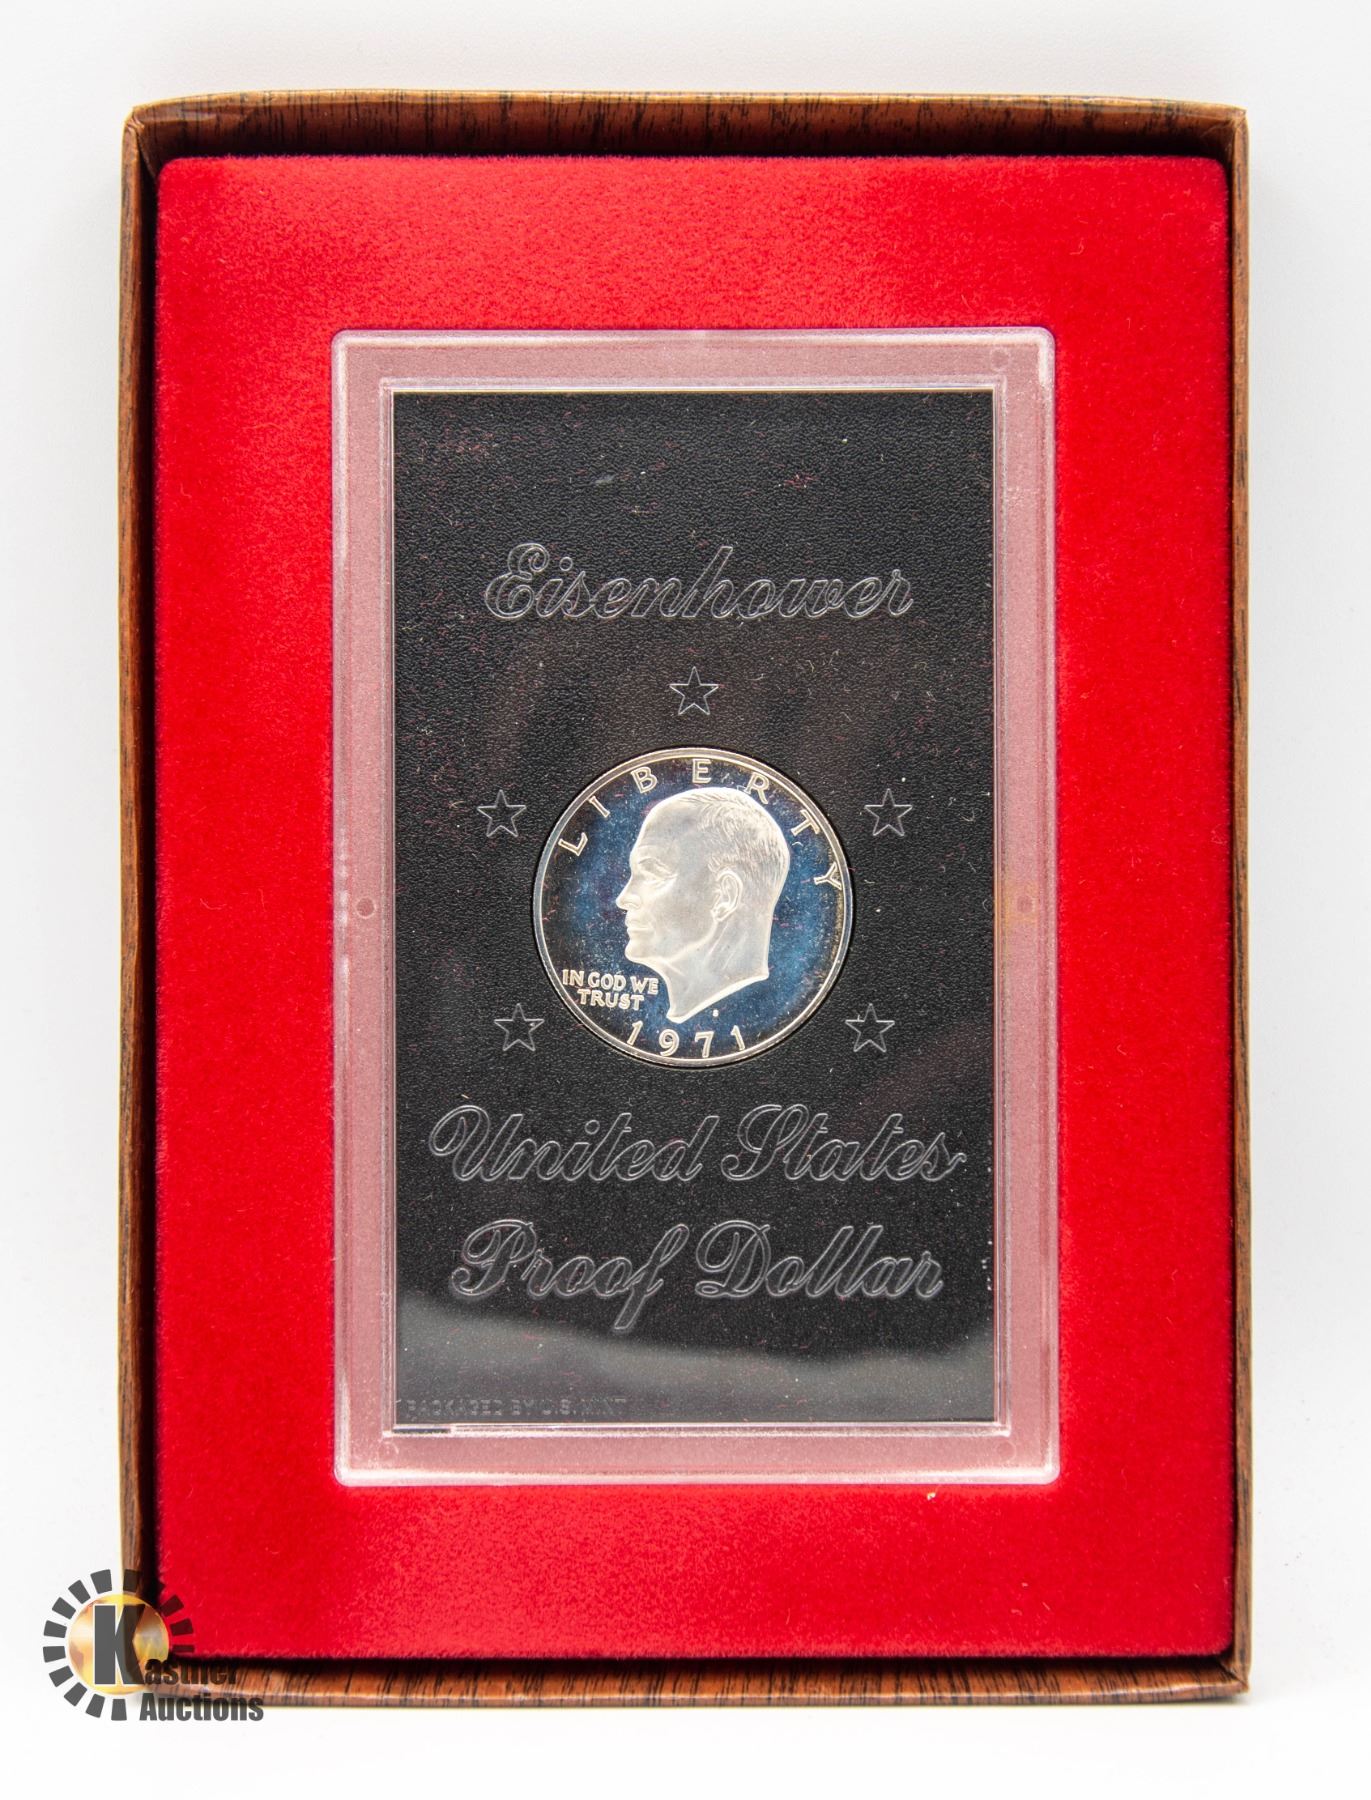 Eisenhower
LIBERTY
IN GOD WE
TRUST
S
1971
United States
Proof Dollar
PACKAGED BY U.S. MINT
Kastner
Auctions